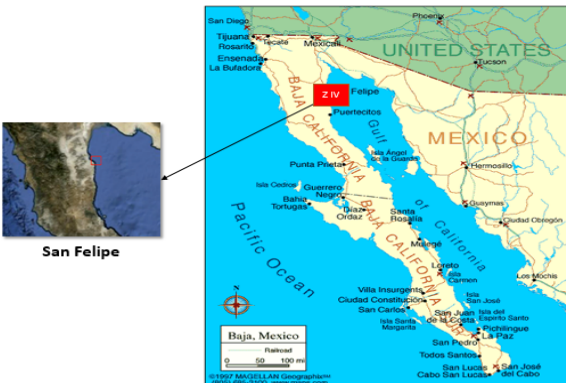 San Diego
Phoenix
Tijuana
Tecate
Mexicali
Rosarito
UNITED STATES
Tucson
Ensenada
La Bufadora
Z IV
Felipe
Puertecitos
BAJA CALIFORNIA
Gulf
MEXICO
Isla Ángel
de la Guarda
Punta Prieta
Hermosillo
San Felipe
Isla Cedros
Guerrero
Negro
Bahia
Tortugas
Diaz
Ordaz
Guaymas
of California
Santa
Rosalia
Ciudad Obregón
Pacific Ocean
BAJA CALIFORNIA
SUR
Mulegé
Loreto
Isla
Carmen
Los Mochis
Villa Insurgents
Isla
San José
Ciudad Constitución
San Carlos
San Juan
de la Costa
Isla del
Espiritu Santo
Isla Santa
Margarita
Pichilingue
La Paz
San Pedro
Todos Santos
San Lucas
San José
del Cabo
Cabo San Lucas
N
Baja, Mexico
Railroad
0 50 100 mi
©1997 MAGELLAN Geographix℠